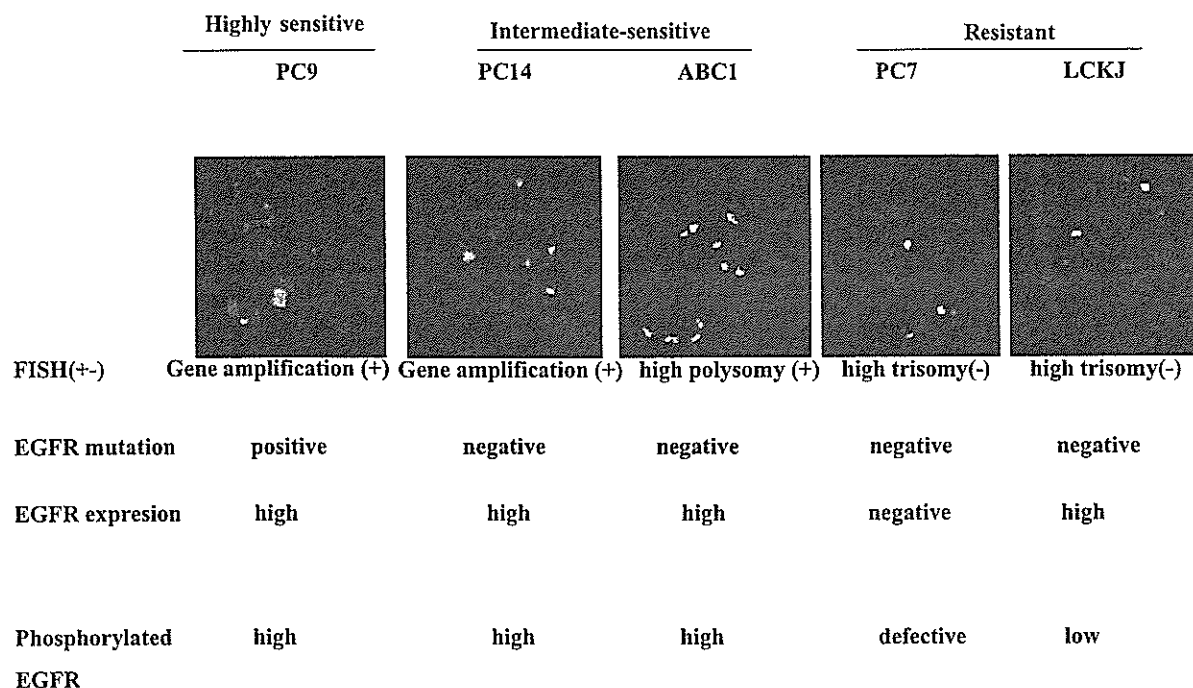 Highly sensitive Intermediate-sensitive Resistant
PC9 PC14 ABC1 PC7 LCKJ
FISH(+-) Gene amplification (+) Gene amplification (+) high polysomy (+) high trisomy(-) high trisomy(-)
EGFR mutation positive negative negative negative negative
EGFR expresion high high high negative high
Phosphorylated high high high defective low
EGFR